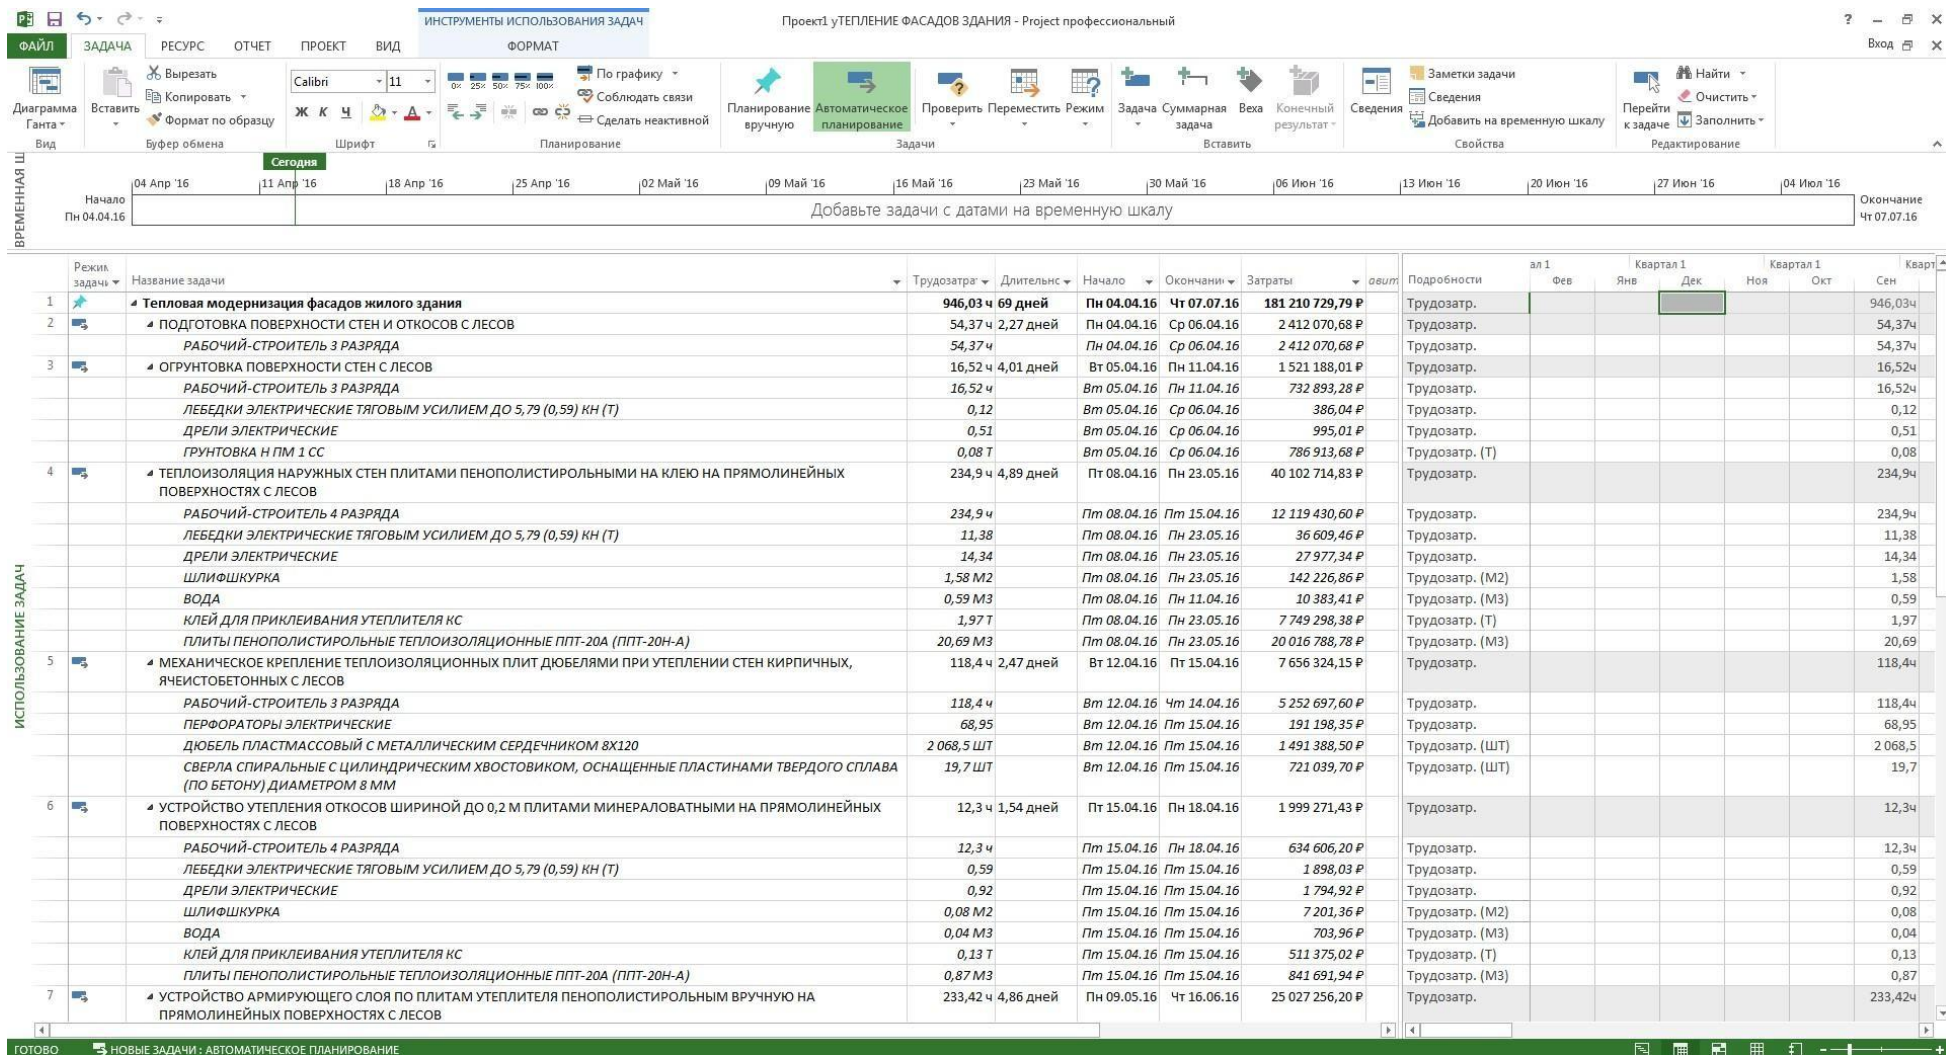 ИНСТРУМЕНТЫ ИСПОЛЬЗОВАНИЯ ЗАДАЧ
Проект1 уТЕПЛЕНИЕ ФАСАДОВ ЗДАНИЯ - Project профессиональный
ФАЙЛ ЗАДАЧА РЕСУРС ОТЧЕТ ПРОЕКТ ВИД ФОРМАТ Вход
Вырезать Calibri 11 По графику Заметки задачи Найти
Копировать 0% 25% 50% 75% 100% Соблюдать связи Сведения Очистить
Формат по образцу Ж К Ч Сделать неактивной Добавить на временную шкалу Заполнить
Диаграмма Ганта Вставить Планирование вручную Автоматическое планирование Проверить Переместить Режим Задача Суммарная задача Веха Конечный результат Сведения Перейти к задаче
Вид Буфер обмена Шрифт Планирование Задачи Вставить Свойства Редактирование
Сегодня
04 Апр '16 11 Апр '16 18 Апр '16 25 Апр '16 02 Май '16 09 Май '16 16 Май '16 23 Май '16 30 Май '16 06 Июн '16 13 Июн '16 20 Июн '16 27 Июн '16 04 Июл '16
Начало
Пн 04.04.16
Добавьте задачи с датами на временную шкалу
Окончание
Чт 07.07.16
ВРЕМЕННАЯ Ш
ИСПОЛЬЗОВАНИЕ ЗАДАЧ
ал 1 Квартал 1 Квартал 1 Кварт
Режим задачи Название задачи Трудозатра Длительнс Начало Окончани Затраты Подробности Фев Янв Дек Ноя Окт Сен
1 Тепловая модернизация фасадов жилого здания 946,03 ч 69 дней Пн 04.04.16 Чт 07.07.16 181 210 729,79 ₽ Трудозатр. 946,03ч
2 ПОДГОТОВКА ПОВЕРХНОСТИ СТЕН И ОТКОСОВ С ЛЕСОВ 54,37 ч 2,27 дней Пн 04.04.16 Ср 06.04.16 2 412 070,68 ₽ Трудозатр. 54,37ч
РАБОЧИЙ-СТРОИТЕЛЬ 3 РАЗРЯДА 54,37 ч Пн 04.04.16 Ср 06.04.16 2 412 070,68 ₽ Трудозатр. 54,37ч
3 ОГРУНТОВКА ПОВЕРХНОСТИ СТЕН С ЛЕСОВ 16,52 ч 4,01 дней Вт 05.04.16 Пн 11.04.16 1 521 188,01 ₽ Трудозатр. 16,52ч
РАБОЧИЙ-СТРОИТЕЛЬ 3 РАЗРЯДА 16,52 ч Вт 05.04.16 Пн 11.04.16 732 893,28 ₽ Трудозатр. 16,52ч
ЛЕБЕДКИ ЭЛЕКТРИЧЕСКИЕ ТЯГОВЫМ УСИЛИЕМ ДО 5,79 (0,59) КН (Т) 0,12 Вт 05.04.16 Ср 06.04.16 386,04 ₽ Трудозатр. 0,12
ДРЕЛИ ЭЛЕКТРИЧЕСКИЕ 0,51 Вт 05.04.16 Ср 06.04.16 995,01 ₽ Трудозатр. 0,51
ГРУНТОВКА Н ПМ 1 СС 0,08 Т Вт 05.04.16 Ср 06.04.16 786 913,68 ₽ Трудозатр. (Т) 0,08
4 ТЕПЛОИЗОЛЯЦИЯ НАРУЖНЫХ СТЕН ПЛИТАМИ ПЕНОПОЛИСТИРОЛЬНЫМИ НА КЛЕЮ НА ПРЯМОЛИНЕЙНЫХ 234,9 ч 4,89 дней Пт 08.04.16 Пн 23.05.16 40 102 714,83 ₽ Трудозатр. 234,9ч
ПОВЕРХНОСТЯХ С ЛЕСОВ
РАБОЧИЙ-СТРОИТЕЛЬ 4 РАЗРЯДА 234,9 ч Пт 08.04.16 Пт 15.04.16 12 119 430,60 ₽ Трудозатр. 234,9ч
ЛЕБЕДКИ ЭЛЕКТРИЧЕСКИЕ ТЯГОВЫМ УСИЛИЕМ ДО 5,79 (0,59) КН (Т) 11,38 Пт 08.04.16 Пн 23.05.16 36 609,46 ₽ Трудозатр. 11,38
ДРЕЛИ ЭЛЕКТРИЧЕСКИЕ 14,34 Пт 08.04.16 Пн 23.05.16 27 977,34 ₽ Трудозатр. 14,34
ШЛИФШКУРКА 1,58 М2 Пт 08.04.16 Пн 23.05.16 142 226,86 ₽ Трудозатр. (М2) 1,58
ВОДА 0,59 М3 Пт 08.04.16 Пн 11.04.16 10 383,41 ₽ Трудозатр. (М3) 0,59
КЛЕЙ ДЛЯ ПРИКЛЕИВАНИЯ УТЕПЛИТЕЛЯ КС 1,97 Т Пт 08.04.16 Пн 23.05.16 7 749 298,38 ₽ Трудозатр. (Т) 1,97
ПЛИТЫ ПЕНОПОЛИСТИРОЛЬНЫЕ ТЕПЛОИЗОЛЯЦИОННЫЕ ППТ-20А (ППТ-20Н-А) 20,69 М3 Пт 08.04.16 Пн 23.05.16 20 016 788,78 ₽ Трудозатр. (М3) 20,69
5 МЕХАНИЧЕСКОЕ КРЕПЛЕНИЕ ТЕПЛОИЗОЛЯЦИОННЫХ ПЛИТ ДЮБЕЛЯМИ ПРИ УТЕПЛЕНИИ СТЕН КИРПИЧНЫХ, 118,4 ч 2,47 дней Вт 12.04.16 Пт 15.04.16 7 656 324,15 ₽ Трудозатр. 118,4ч
ЯЧЕИСТОБЕТОННЫХ С ЛЕСОВ
РАБОЧИЙ-СТРОИТЕЛЬ 3 РАЗРЯДА 118,4 ч Вт 12.04.16 Чт 14.04.16 5 252 697,60 ₽ Трудозатр. 118,4ч
ПЕРФОРАТОРЫ ЭЛЕКТРИЧЕСКИЕ 68,95 Вт 12.04.16 Пт 15.04.16 191 198,35 ₽ Трудозатр. 68,95
ДЮБЕЛЬ ПЛАСТМАССОВЫЙ С МЕТАЛЛИЧЕСКИМ СЕРДЕЧНИКОМ 8Х120 2 068,5 ШТ Вт 12.04.16 Пт 15.04.16 1 491 388,50 ₽ Трудозатр. (ШТ) 2 068,5
СВЕРЛА СПИРАЛЬНЫЕ С ЦИЛИНДРИЧЕСКИМ ХВОСТОВИКОМ, ОСНАЩЕННЫЕ ПЛАСТИНАМИ ТВЕРДОГО СПЛАВА 19,7 ШТ Вт 12.04.16 Пт 15.04.16 721 039,70 ₽ Трудозатр. (ШТ) 19,7
(ПО БЕТОНУ) ДИАМЕТРОМ 8 ММ
6 УСТРОЙСТВО УТЕПЛЕНИЯ ОТКОСОВ ШИРИНОЙ ДО 0,2 М ПЛИТАМИ МИНЕРАЛОВАТНЫМИ НА ПРЯМОЛИНЕЙНЫХ 12,3 ч 1,54 дней Пт 15.04.16 Пн 18.04.16 1 999 271,43 ₽ Трудозатр. 12,3ч
ПОВЕРХНОСТЯХ С ЛЕСОВ
РАБОЧИЙ-СТРОИТЕЛЬ 4 РАЗРЯДА 12,3 ч Пт 15.04.16 Пн 18.04.16 634 606,20 ₽ Трудозатр. 12,3ч
ЛЕБЕДКИ ЭЛЕКТРИЧЕСКИЕ ТЯГОВЫМ УСИЛИЕМ ДО 5,79 (0,59) КН (Т) 0,59 Пт 15.04.16 Пт 15.04.16 1 898,03 ₽ Трудозатр. 0,59
ДРЕЛИ ЭЛЕКТРИЧЕСКИЕ 0,92 Пт 15.04.16 Пт 15.04.16 1 794,92 ₽ Трудозатр. 0,92
ШЛИФШКУРКА 0,08 М2 Пт 15.04.16 Пт 15.04.16 7 201,36 ₽ Трудозатр. (М2) 0,08
ВОДА 0,04 М3 Пт 15.04.16 Пт 15.04.16 703,96 ₽ Трудозатр. (М3) 0,04
КЛЕЙ ДЛЯ ПРИКЛЕИВАНИЯ УТЕПЛИТЕЛЯ КС 0,13 Т Пт 15.04.16 Пт 15.04.16 511 375,02 ₽ Трудозатр. (Т) 0,13
ПЛИТЫ ПЕНОПОЛИСТИРОЛЬНЫЕ ТЕПЛОИЗОЛЯЦИОННЫЕ ППТ-20А (ППТ-20Н-А) 0,87 М3 Пт 15.04.16 Пт 15.04.16 841 691,94 ₽ Трудозатр. (М3) 0,87
7 УСТРОЙСТВО АРМИРУЮЩЕГО СЛОЯ ПО ПЛИТАМ УТЕПЛИТЕЛЯ ПЕНОПОЛИСТИРОЛЬНЫМ ВРУЧНУЮ НА 233,42 ч 4,86 дней Пн 09.05.16 Чт 16.06.16 25 027 256,20 ₽ Трудозатр. 233,42ч
ПРЯМОЛИНЕЙНЫХ ПОВЕРХНОСТЯХ С ЛЕСОВ
ГОТОВО НОВЫЕ ЗАДАЧИ : АВТОМАТИЧЕСКОЕ ПЛАНИРОВАНИЕ